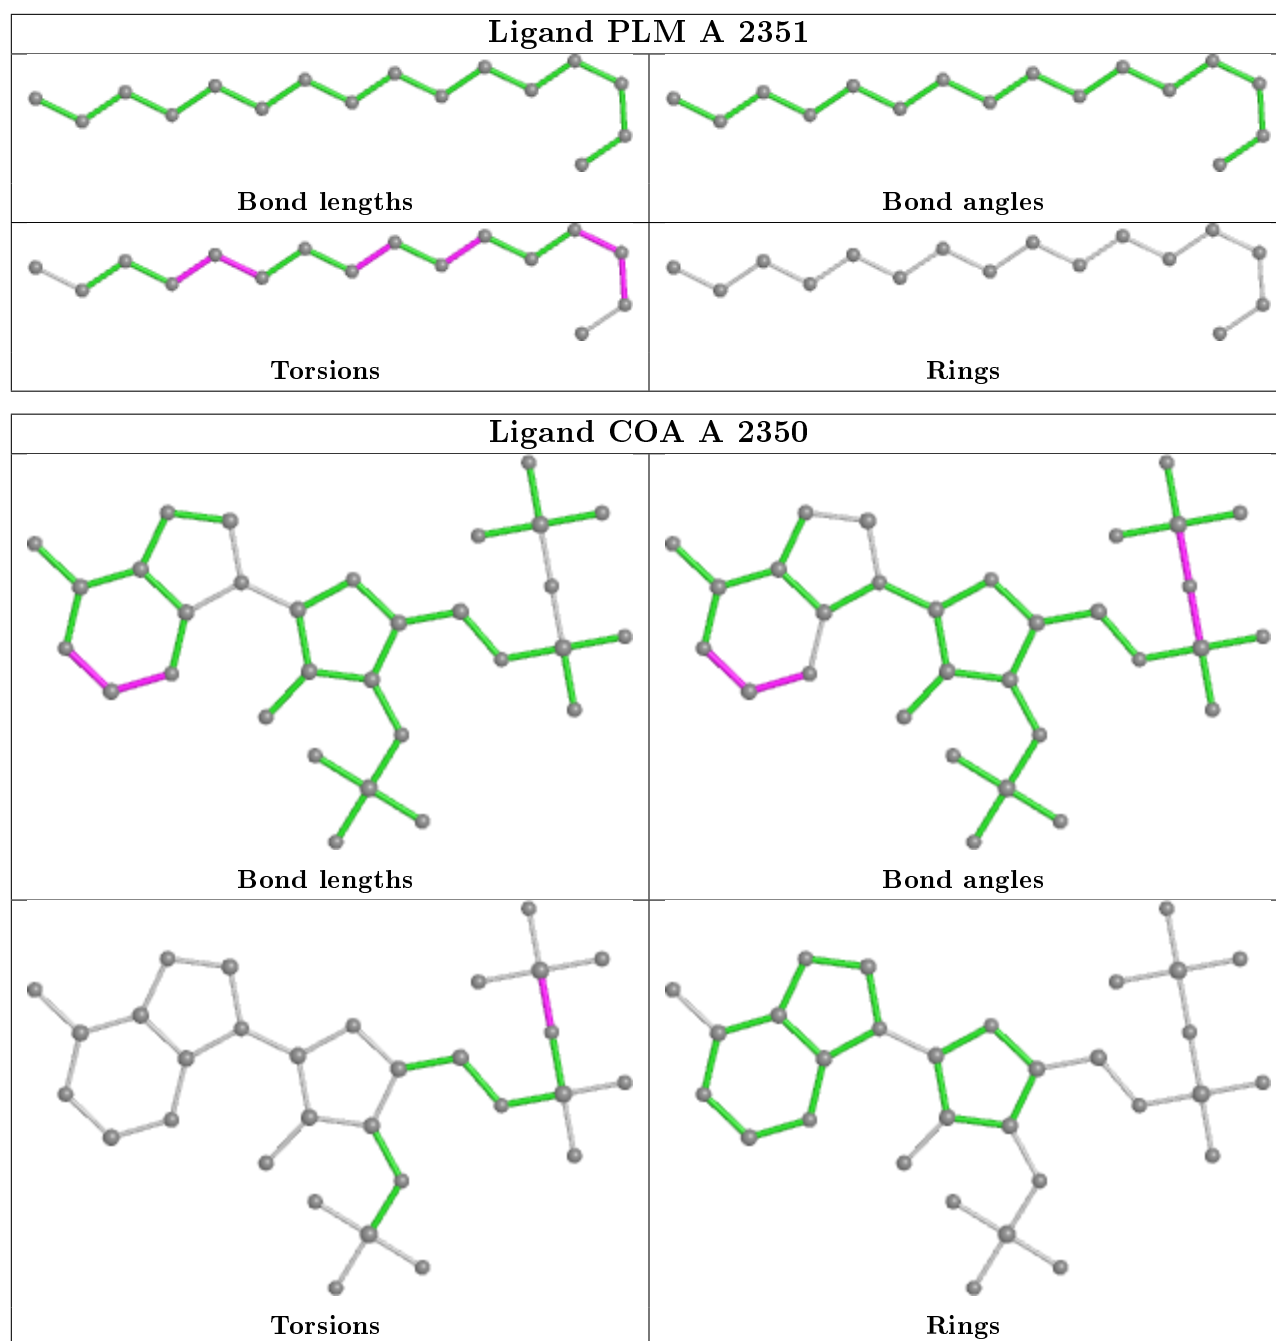 Ligand PLM A 2351
Bond lengths
Bond angles
Torsions
Rings
Ligand COA A 2350
Bond lengths
Bond angles
Torsions
Rings